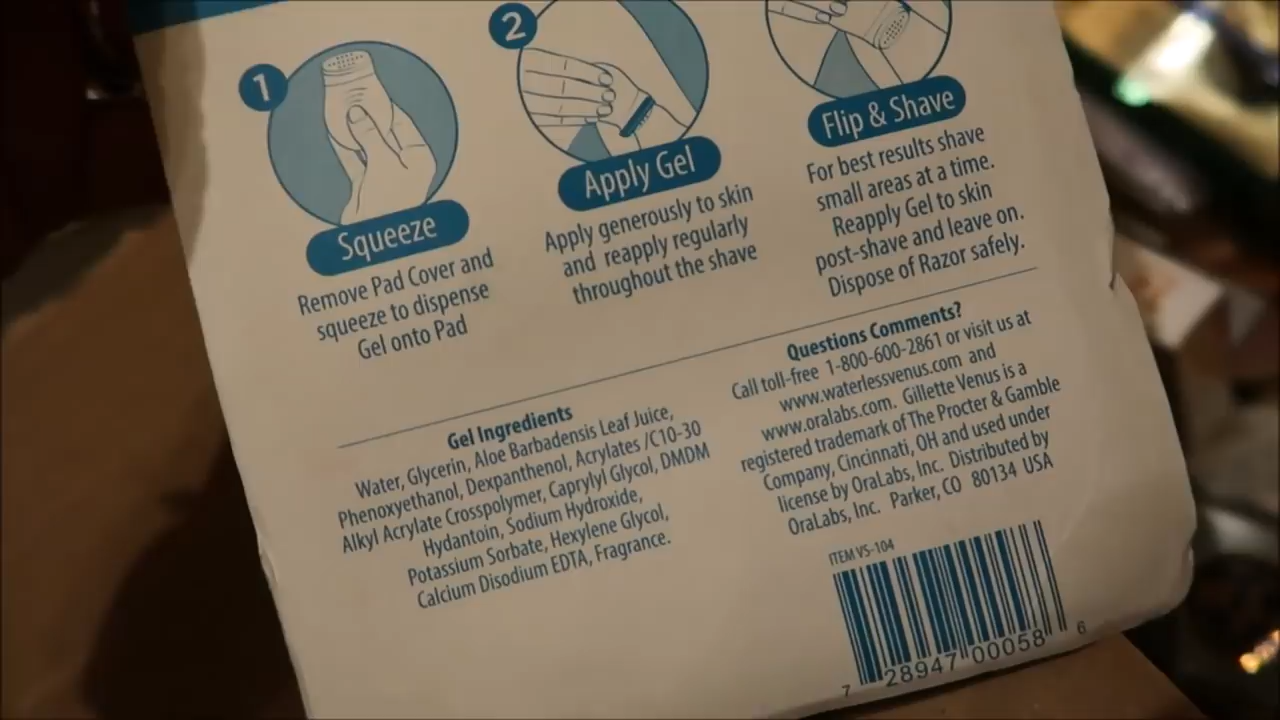 1
Squeeze
Remove Pad Cover and
squeeze to dispense
Gel onto Pad
2
Apply Gel
Apply generously to skin
and reapply regularly
throughout the shave
Flip & Shave
For best results shave
small areas at a time.
Reapply Gel to skin
post-shave and leave on.
Dispose of Razor safely.
Gel Ingredients
Water, Glycerin, Aloe Barbadensis Leaf Juice,
Phenoxyethanol, Dexpanthenol, Acrylates /C10-30
Alkyl Acrylate Crosspolymer, Caprylyl Glycol, DMDM
Hydantoin, Sodium Hydroxide,
Potassium Sorbate, Hexylene Glycol,
Calcium Disodium EDTA, Fragrance.
Questions Comments?
Call toll-free 1-800-600-2861 or visit us at
www.waterlessvenus.com and
www.oralabs.com. Gillette Venus is a
registered trademark of The Procter & Gamble
Company, Cincinnati, OH and used under
license by OraLabs, Inc. Distributed by
OraLabs, Inc. Parker, CO 80134 USA
ITEM VS-104
7 28947 00058 6